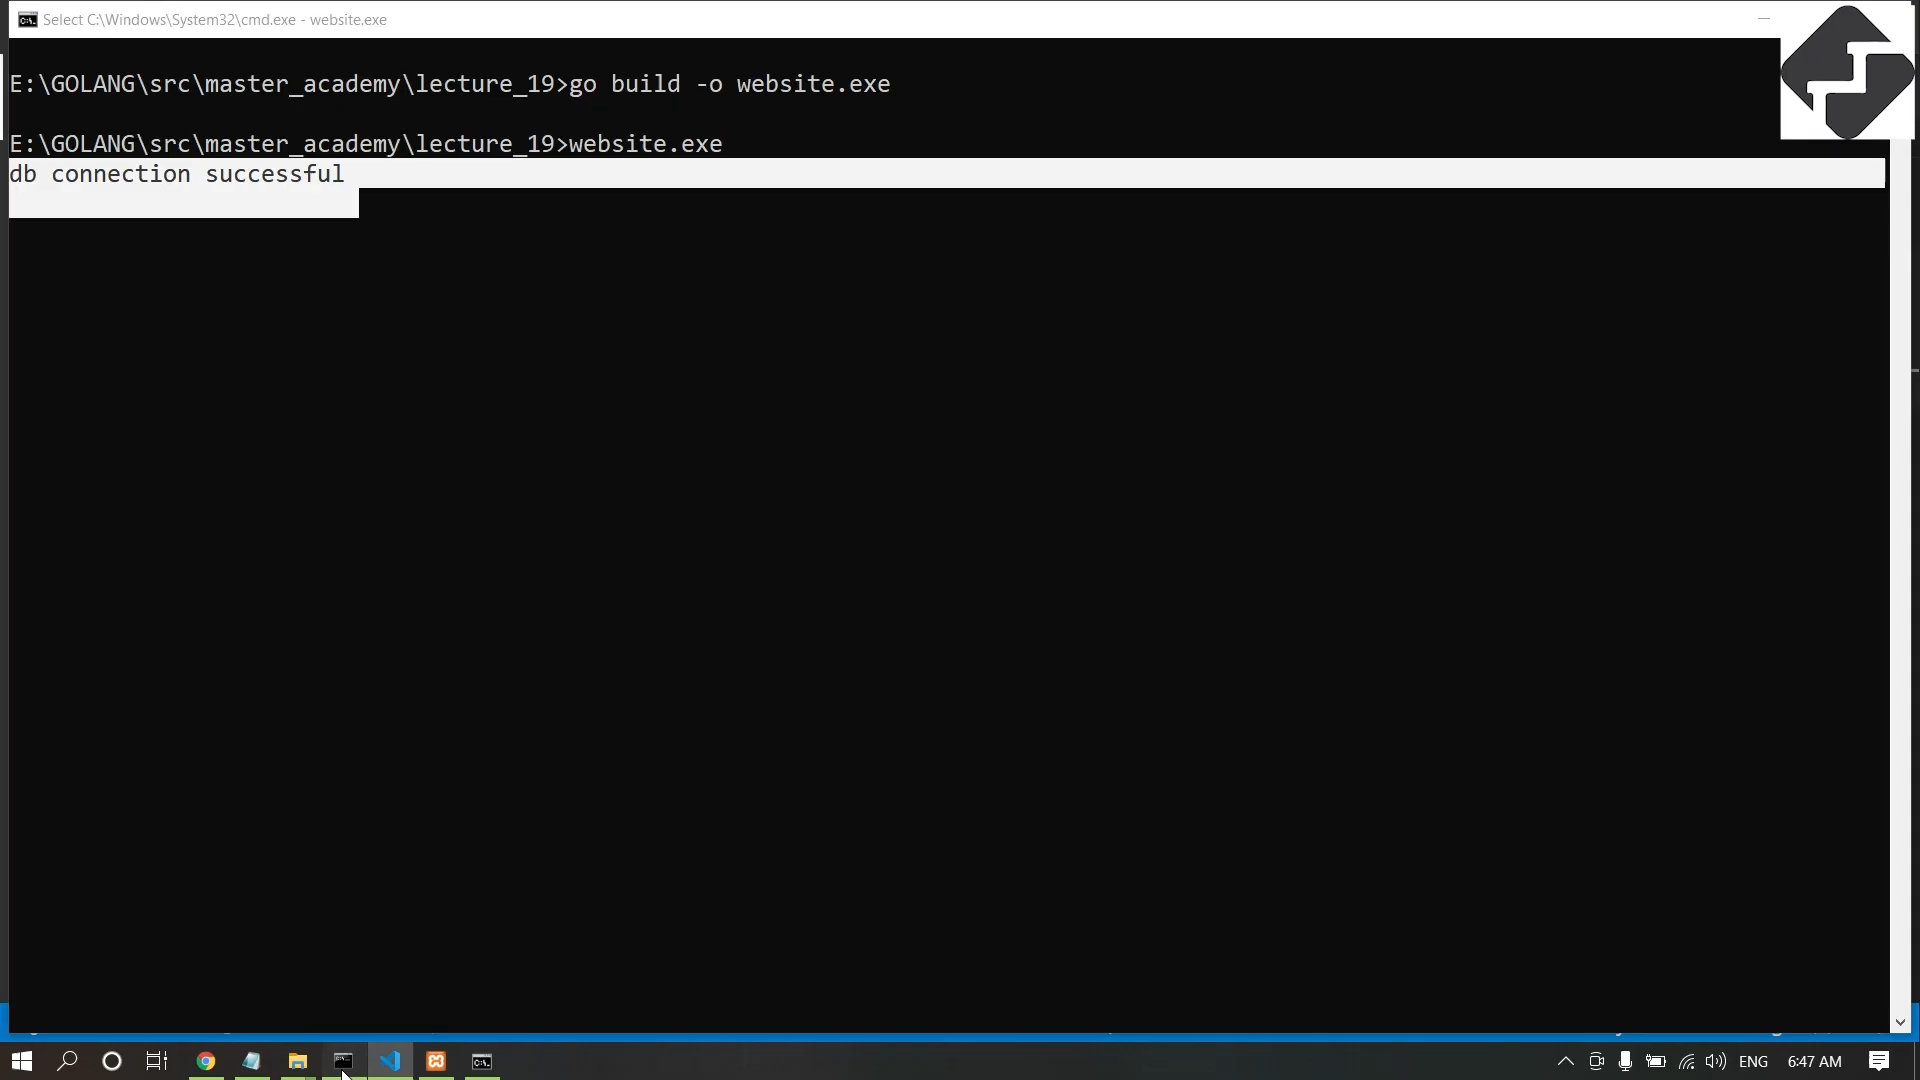 Select C:\Windows\System32\cmd.exe - website.exe
E:\GOLANG\src\master_academy\lecture_19>go build -o website.exe
E:\GOLANG\src\master_academy\lecture_19>website.exe
db connection successful
ENG
6:47 AM